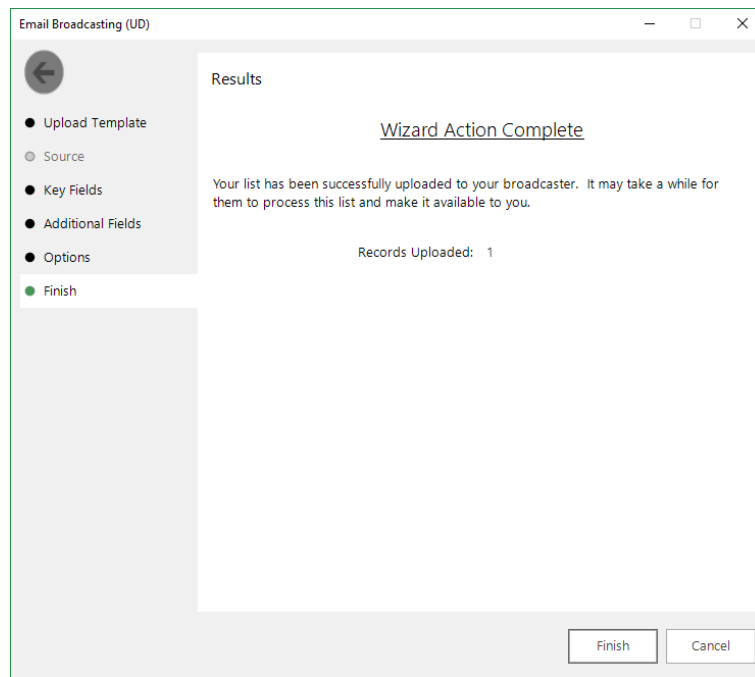 Email Broadcasting (UD)
Upload Template
Source
Key Fields
Additional Fields
Options
Finish
Results
Wizard Action Complete
Your list has been successfully uploaded to your broadcaster.  It may take a while for
them to process this list and make it available to you.
Records Uploaded:  1
Finish
Cancel